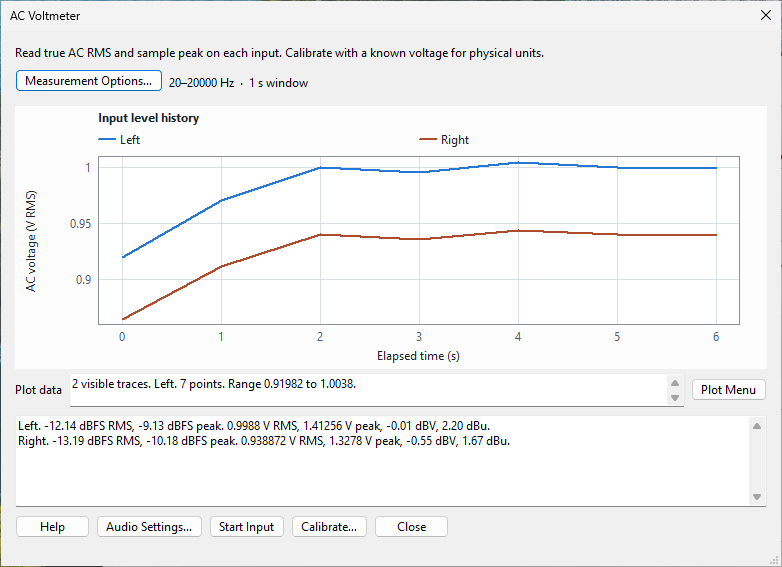 AC Voltmeter
Read true AC RMS and sample peak on each input. Calibrate with a known voltage for physical units.
Measurement Options... 20–20000 Hz · 1 s window
Input level history
Left Right
1
0.95
0.9
AC voltage (V RMS)
0 1 2 3 4 5 6
Elapsed time (s)
Plot data 2 visible traces. Left. 7 points. Range 0.91982 to 1.0038. Plot Menu
Left. -12.14 dBFS RMS, -9.13 dBFS peak. 0.9988 V RMS, 1.41256 V peak, -0.01 dBV, 2.20 dBu.
Right. -13.19 dBFS RMS, -10.18 dBFS peak. 0.938872 V RMS, 1.3278 V peak, -0.55 dBV, 1.67 dBu.
Help Audio Settings... Start Input Calibrate... Close